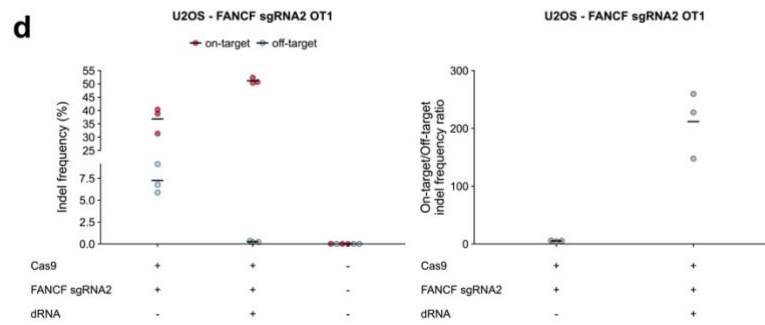 d
U2OS - FANCF sgRNA2 OT1
on-target off-target
Indel frequency (%)
55
50
45
40
35
30
25
7.5
5.0
2.5
0.0
Cas9 + + -
FANCF sgRNA2 + + -
dRNA - + -
U2OS - FANCF sgRNA2 OT1
On-target/Off-target
indel frequency ratio
300
200
100
0
Cas9 + +
FANCF sgRNA2 + +
dRNA - +